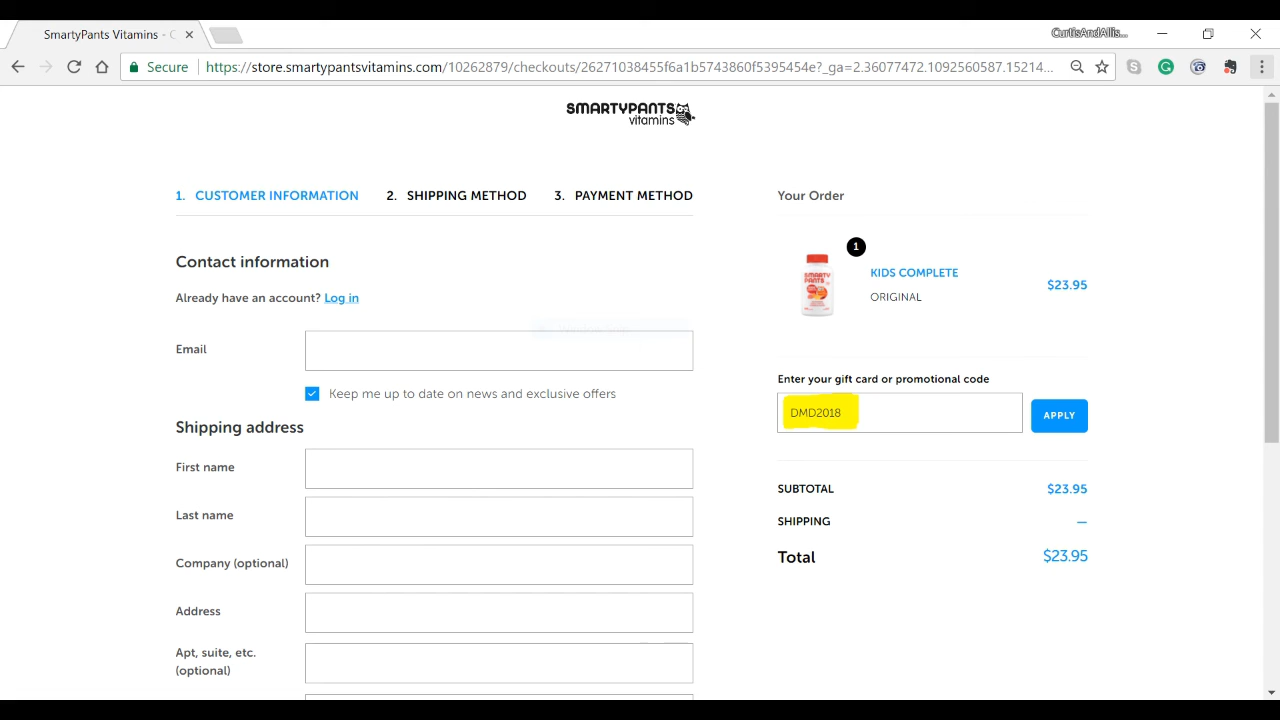 SmartyPants Vitamins - C
CurtisAndAllis...
Secure
https://store.smartypantsvitamins.com/10262879/checkouts/26271038455f6a1b5743860f5395454e?_ga=2.36077472.1092560587.15214...
SMARTYPANTS
vitamins
1. CUSTOMER INFORMATION 2. SHIPPING METHOD 3. PAYMENT METHOD
Contact information
Already have an account? Log in
Email
Keep me up to date on news and exclusive offers
Shipping address
First name
Last name
Company (optional)
Address
Apt, suite, etc.
(optional)
Your Order
1
SMARTY
PANTS
KIDS COMPLETE
ORIGINAL
$23.95
Enter your gift card or promotional code
DMD2018
APPLY
SUBTOTAL $23.95
SHIPPING —
Total $23.95